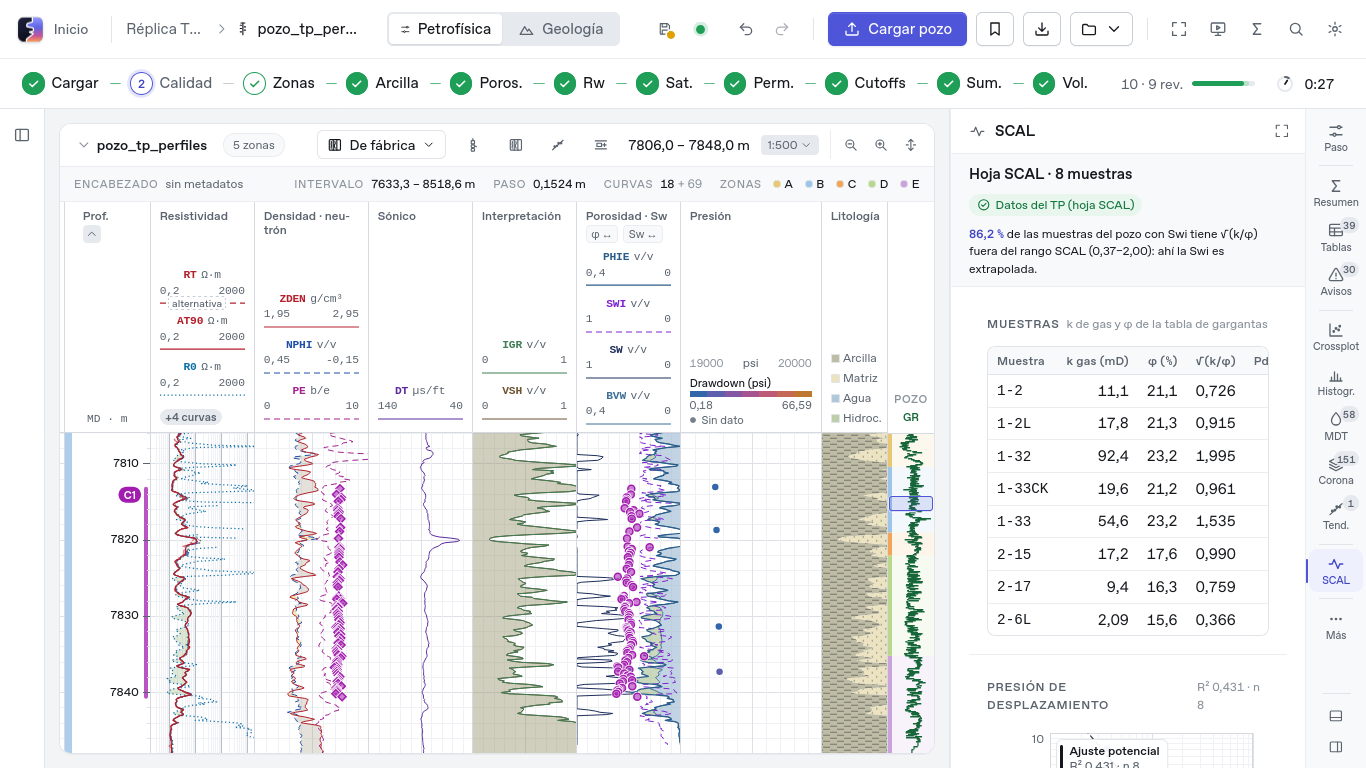 Inicio
Réplica T...
pozo_tp_per...
Petrofísica
Geología
Cargar pozo
Cargar
2
Calidad
Zonas
Arcilla
Poros.
Rw
Sat.
Perm.
Cutoffs
Sum.
Vol.
10 · 9 rev.
0:27
pozo_tp_perfiles
5 zonas
De fábrica
7806,0 – 7848,0 m
1:500
ENCABEZADO sin metadatos
INTERVALO 7633,3 – 8518,6 m
PASO 0,1524 m
CURVAS 18 + 69
ZONAS A B C D E
Prof.
MD · m
Resistividad
RT Ω·m
0,2 2000
alternativa
AT90 Ω·m
0,2 2000
R0 Ω·m
0,2 2000
+4 curvas
Densidad · neu-
trón
ZDEN g/cm³
1,95 2,95
NPHI v/v
0,45 -0,15
PE b/e
0 10
Sónico
DT µs/ft
140 40
Interpretación
IGR v/v
0 1
VSH v/v
0 1
Porosidad · Sw
φ ↔ Sw ↔
PHIE v/v
0,4 0
SWI v/v
1 0
SW v/v
1 0
BVW v/v
0,4 0
Presión
19000 psi 20000
Drawdown (psi)
0,18 66,59
Sin dato
Litología
Arcilla
Matriz
Agua
Hidroc.
POZO
GR
7810
C1
7820
7830
7840
SCAL
Hoja SCAL · 8 muestras
Datos del TP (hoja SCAL)
86,2 % de las muestras del pozo con Swi tiene √(k/φ)
fuera del rango SCAL (0,37–2,00): ahí la Swi es
extrapolada.
MUESTRAS k de gas y φ de la tabla de gargantas
Muestra k gas (mD) φ (%) √(k/φ) Pd
1-2 11,1 21,1 0,726
1-2L 17,8 21,3 0,915
1-32 92,4 23,2 1,995
1-33CK 19,6 21,2 0,961
1-33 54,6 23,2 1,535
2-15 17,2 17,6 0,990
2-17 9,4 16,3 0,759
2-6L 2,09 15,6 0,366
PRESIÓN DE
DESPLAZAMIENTO
R² 0,431 · n
8
10
Ajuste potencial
R² 0,431 · n 8
Paso
Resumen
39
Tablas
30
Avisos
Crossplot
Histogr.
58
MDT
151
Corona
1
Tend.
SCAL
Más